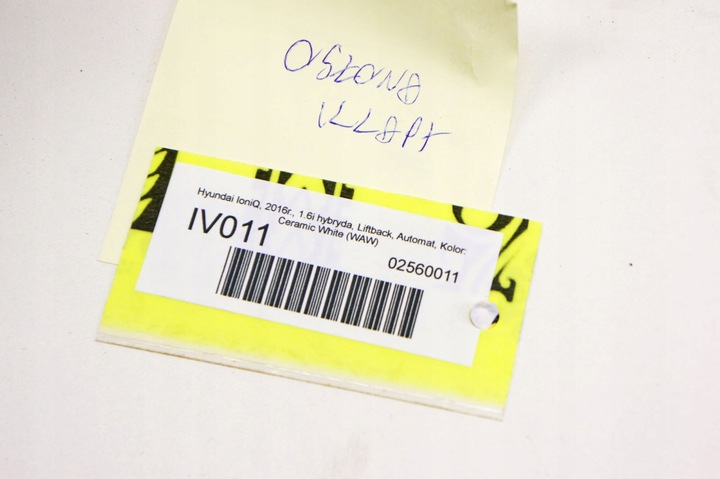 OSŁONA
KLAPY
Hyundai IoniQ, 2016r., 1.6i hybryda, Liftback, Automat, Kolor:
Ceramic White (WAW)
IV011
02560011